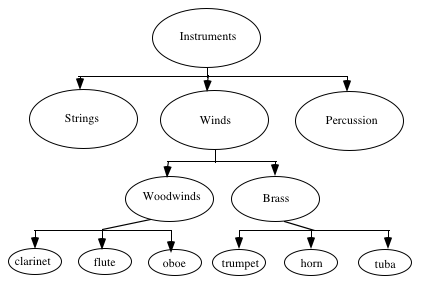 Instruments
Strings
Winds
Percussion
Woodwinds
Brass
clarinet
flute
oboe
trumpet
horn
tuba